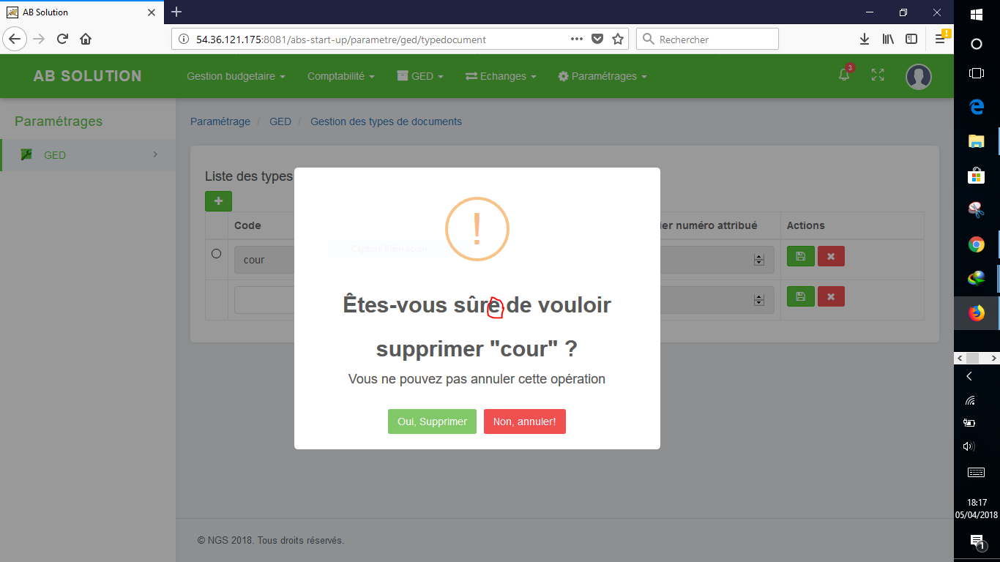 AB Solution
54.36.121.175:8081/abs-start-up/parametre/ged/typedocument
Rechercher
AB SOLUTION
Gestion budgetaire
Comptabilité
GED
Echanges
Paramétrages
3
Paramétrages
GED
Paramétrage / GED / Gestion des types de documents
Liste des types
Code
numéro attribué
Actions
cour
Capture Plein écran
Êtes-vous sûre de vouloir
supprimer "cour" ?
Vous ne pouvez pas annuler cette opération
Oui, Supprimer
Non, annuler!
© NGS 2018. Tous droits réservés.
18:17
05/04/2018
1